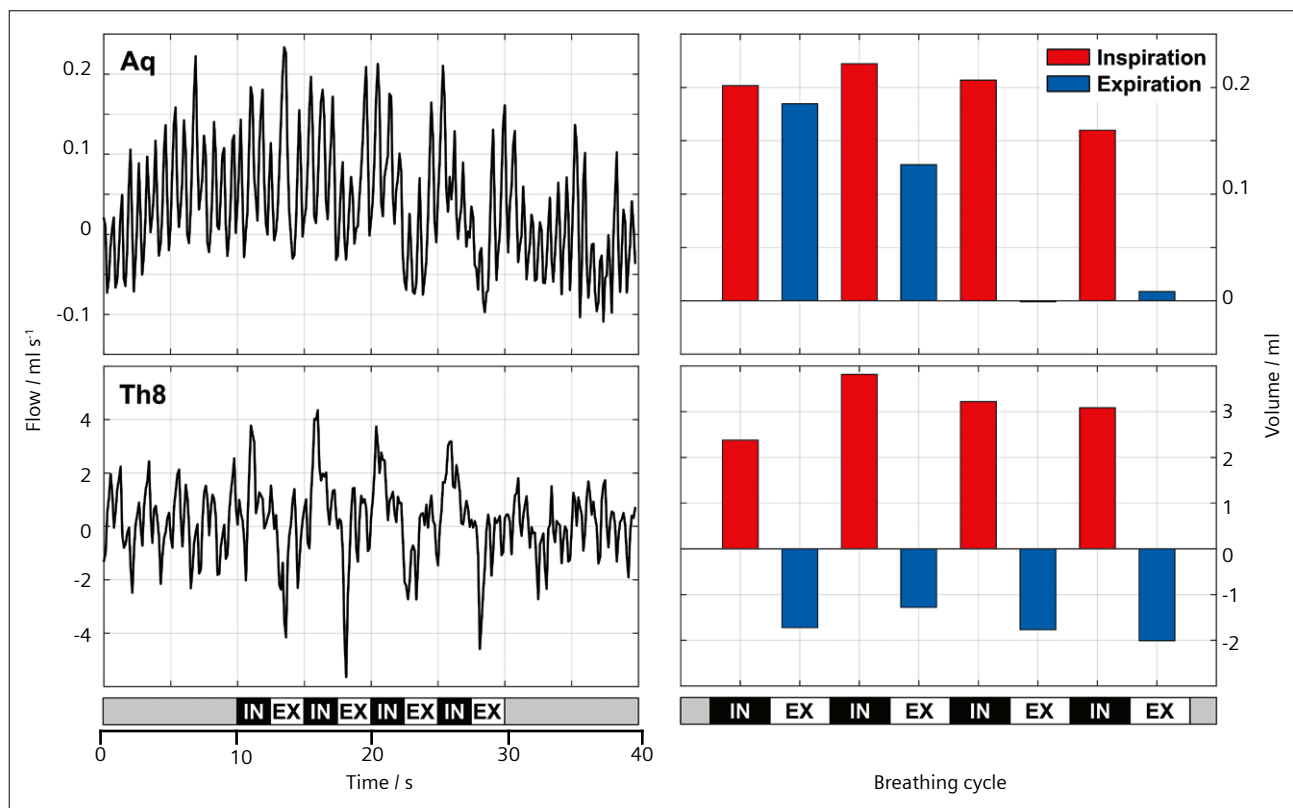 Aq
0.2
0.1
0
-0.1
Flow / ml s⁻¹
Th8
4
2
0
-2
-4
IN EX IN EX IN EX IN EX
0 10 20 30 40
Time / s
Inspiration
Expiration
0.2
0.1
0
Volume / ml
3
2
1
0
-1
-2
IN EX IN EX IN EX IN EX
Breathing cycle